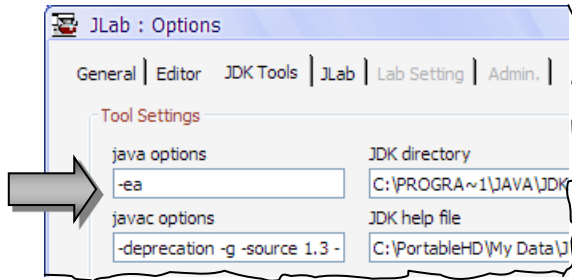 JLab : Options
General Editor JDK Tools JLab Lab Setting Admin.
Tool Settings
java options JDK directory
-ea C:\PROGRA~1\JAVA\JDK
javac options JDK help file
-deprecation -g -source 1.3 - C:\PortableHD\My Data\J